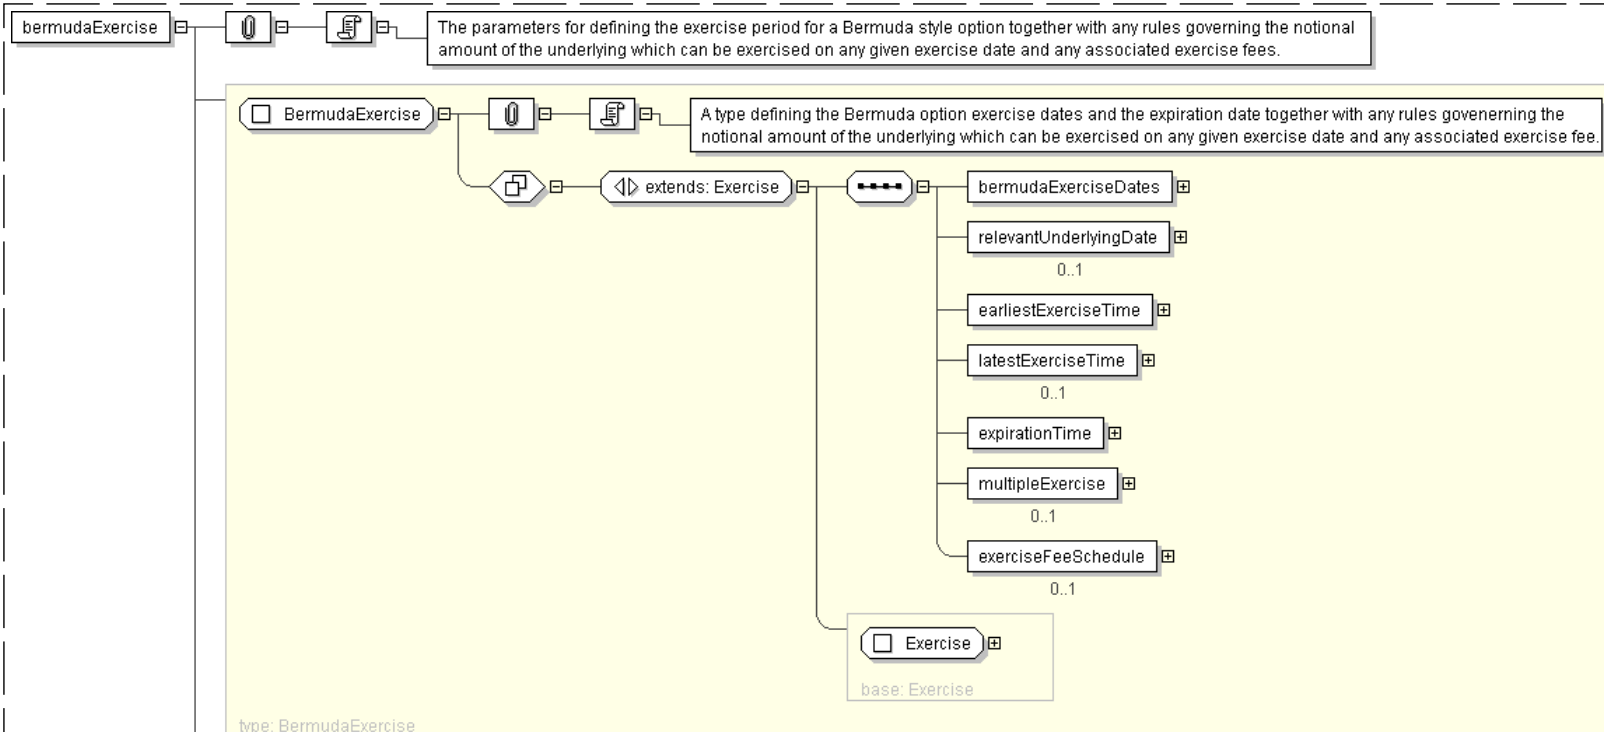 bermudaExercise
The parameters for defining the exercise period for a Bermuda style option together with any rules governing the notional
amount of the underlying which can be exercised on any given exercise date and any associated exercise fees.
BermudaExercise
A type defining the Bermuda option exercise dates and the expiration date together with any rules govenerning the
notional amount of the underlying which can be exercised on any given exercise date and any associated exercise fee.
extends: Exercise
bermudaExerciseDates
relevantUnderlyingDate
0..1
earliestExerciseTime
latestExerciseTime
0..1
expirationTime
multipleExercise
0..1
exerciseFeeSchedule
0..1
Exercise
base: Exercise
type: BermudaExercise